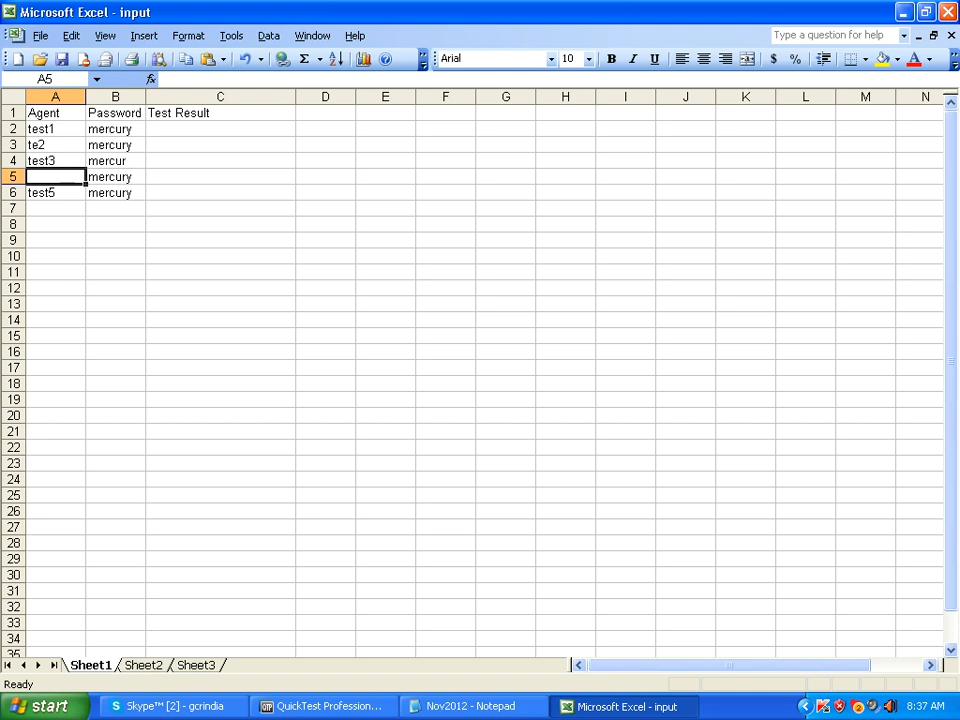 Microsoft Excel - input
File Edit View Insert Format Tools Data Window Help
Type a question for help
Arial 10 B I U $ %
A5 fx
A B C D E F G H I J K L M N
1 Agent Password Test Result
2 test1 mercury
3 te2 mercury
4 test3 mercur
5 mercury
6 test5 mercury
7
8
9
10
11
12
13
14
15
16
17
18
19
20
21
22
23
24
25
26
27
28
29
30
31
32
33
34
35
Sheet1 Sheet2 Sheet3
Ready
start Skype™ [2] - gcrindia QuickTest Profession... Nov2012 - Notepad Microsoft Excel - input 8:37 AM